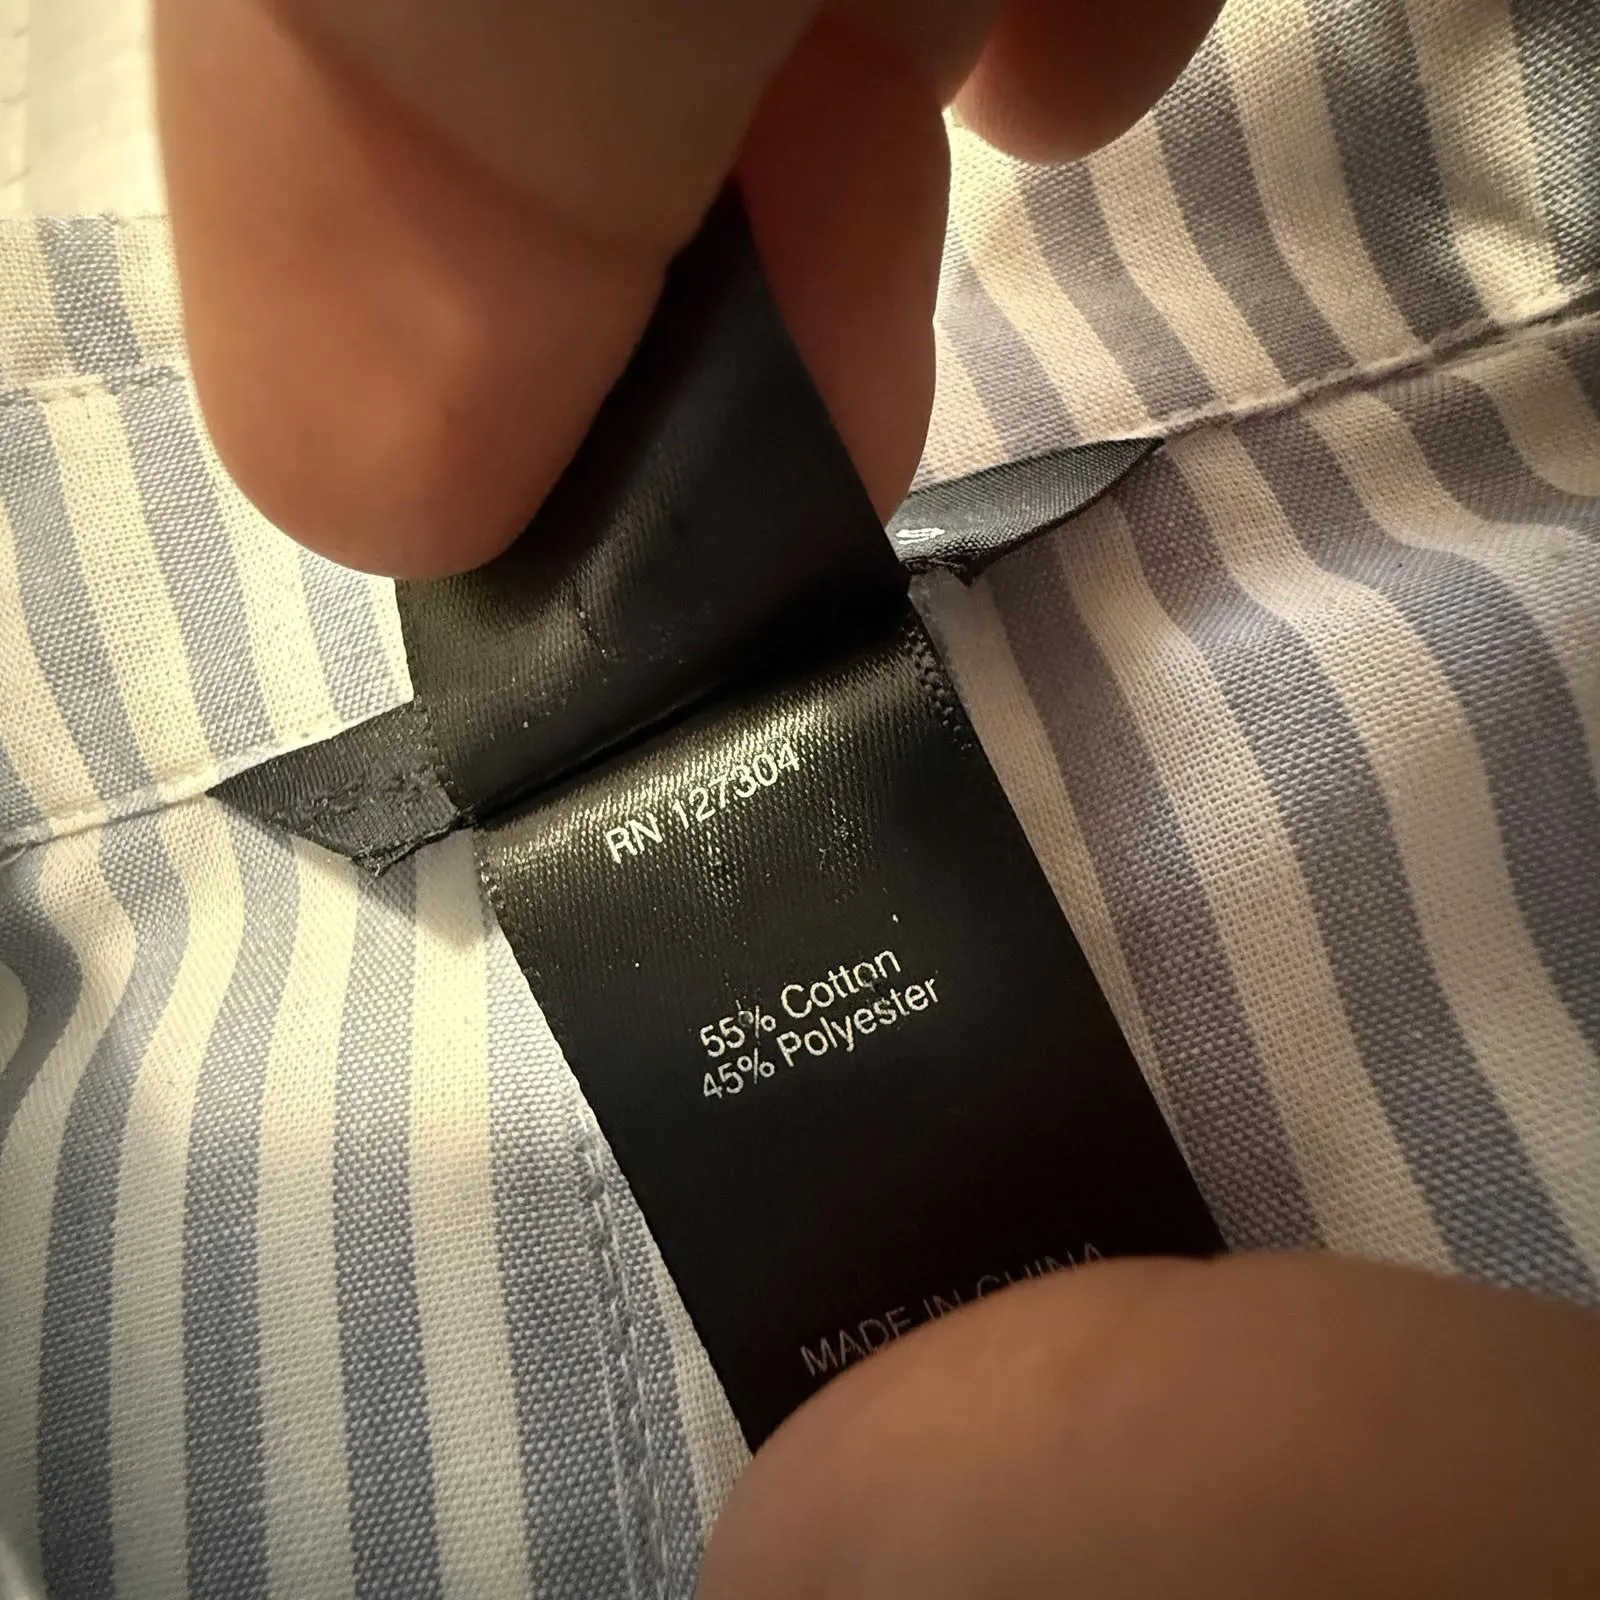 RN 127304
55% Cotton
45% Polyester
MADE IN CHINA